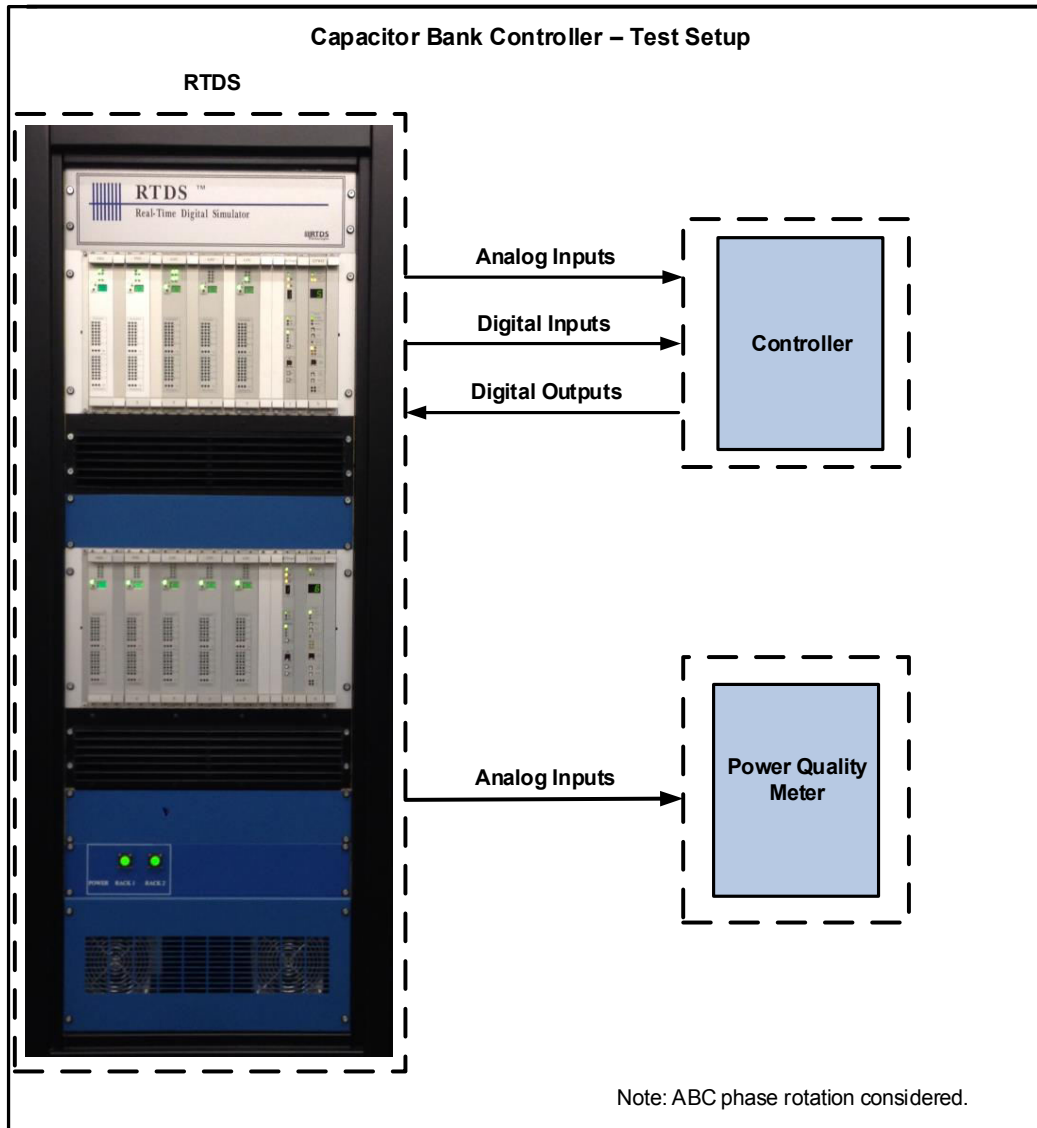 Capacitor Bank Controller – Test Setup
RTDS
RTDS ™
Real-Time Digital Simulator
RTDS
Analog Inputs
Digital Inputs
Digital Outputs
Controller
Analog Inputs
Power Quality
Meter
POWER RACK 1 RACK 2
Note: ABC phase rotation considered.